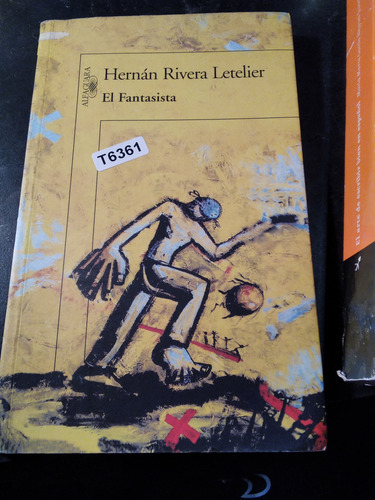 ALFAGUARA
Hernán Rivera Letelier
El Fantasista
T6361